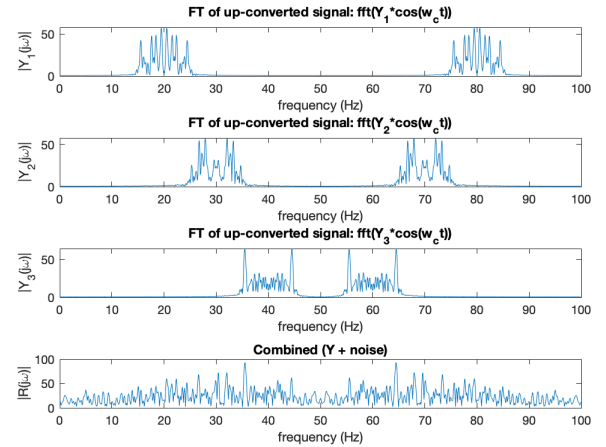 FT of up-converted signal: fft(Y₁*cos(w_c t))
|Y₁(jω)|
50
0
0 10 20 30 40 50 60 70 80 90 100
frequency (Hz)
FT of up-converted signal: fft(Y₂*cos(w_c t))
|Y₂(jω)|
50
0
0 10 20 30 40 50 60 70 80 90 100
frequency (Hz)
FT of up-converted signal: fft(Y₃*cos(w_c t))
|Y₃(jω)|
50
0
0 10 20 30 40 50 60 70 80 90 100
frequency (Hz)
Combined (Y + noise)
|R(jω)|
100
50
0
0 10 20 30 40 50 60 70 80 90 100
frequency (Hz)